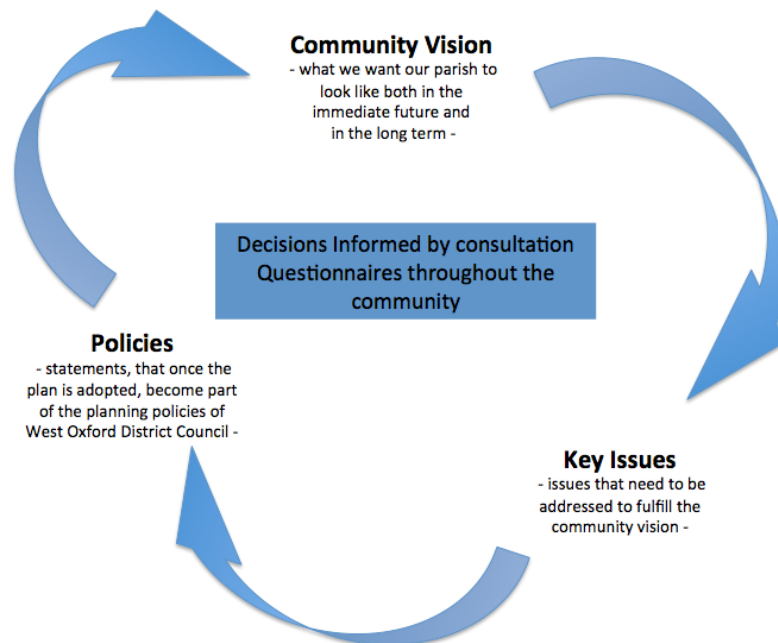 Community Vision
- what we want our parish to
look like both in the
immediate future and
in the long term -
Decisions Informed by consultation
Questionnaires throughout the
community
Policies
- statements, that once the
plan is adopted, become part
of the planning policies of
West Oxford District Council -
Key Issues
- issues that need to be
addressed to fulfill the
community vision -